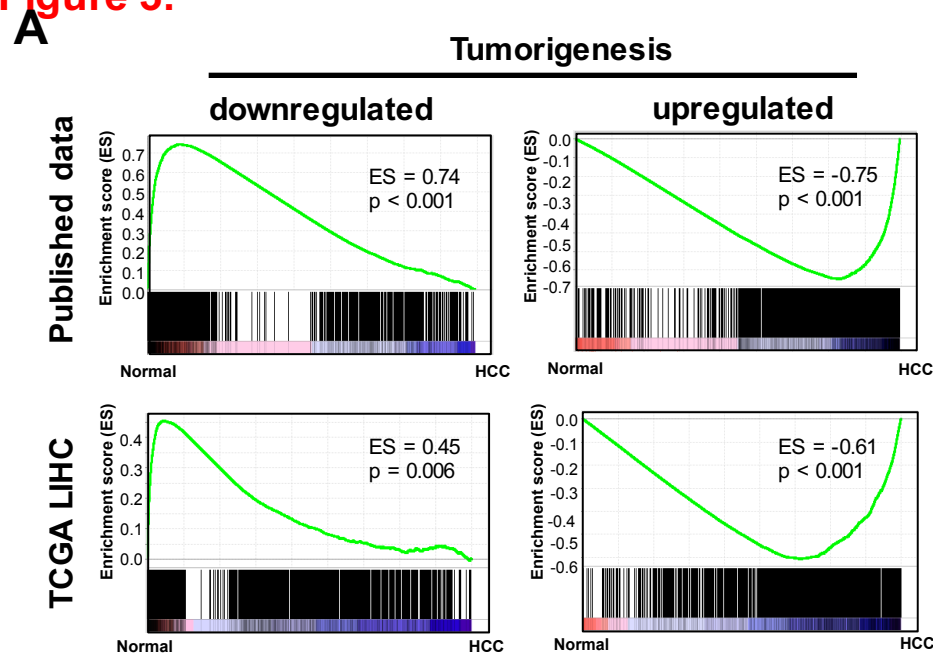 Figure 5.
A
Tumorigenesis
downregulated
upregulated
Published data
Enrichment score (ES)
0.7
0.6
0.5
0.4
0.3
0.2
0.1
0.0
ES = 0.74
p < 0.001
Normal
HCC
Enrichment score (ES)
0.0
-0.1
-0.2
-0.3
-0.4
-0.5
-0.6
-0.7
ES = -0.75
p < 0.001
Normal
HCC
TCGA LIHC
Enrichment score (ES)
0.4
0.3
0.2
0.1
0.0
ES = 0.45
p = 0.006
Normal
HCC
Enrichment score (ES)
0.0
-0.1
-0.2
-0.3
-0.4
-0.5
-0.6
ES = -0.61
p < 0.001
Normal
HCC